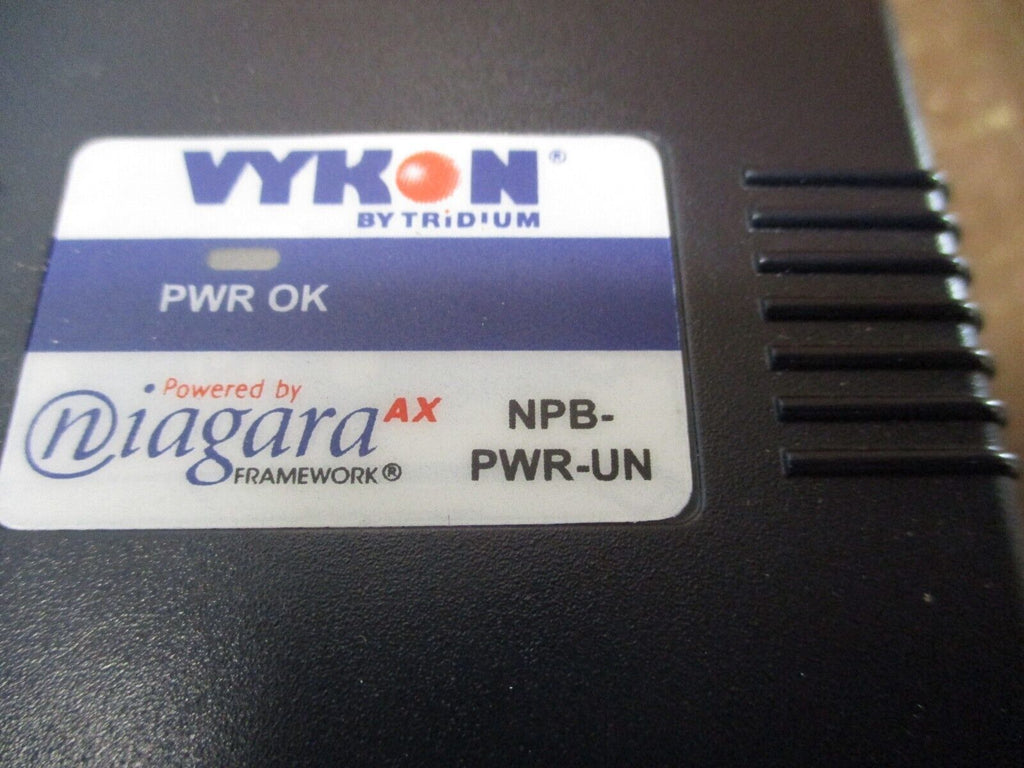 VYKON®
BY TRiDiUM
PWR OK
Powered by
niagara AX
FRAMEWORK®
NPB-
PWR-UN